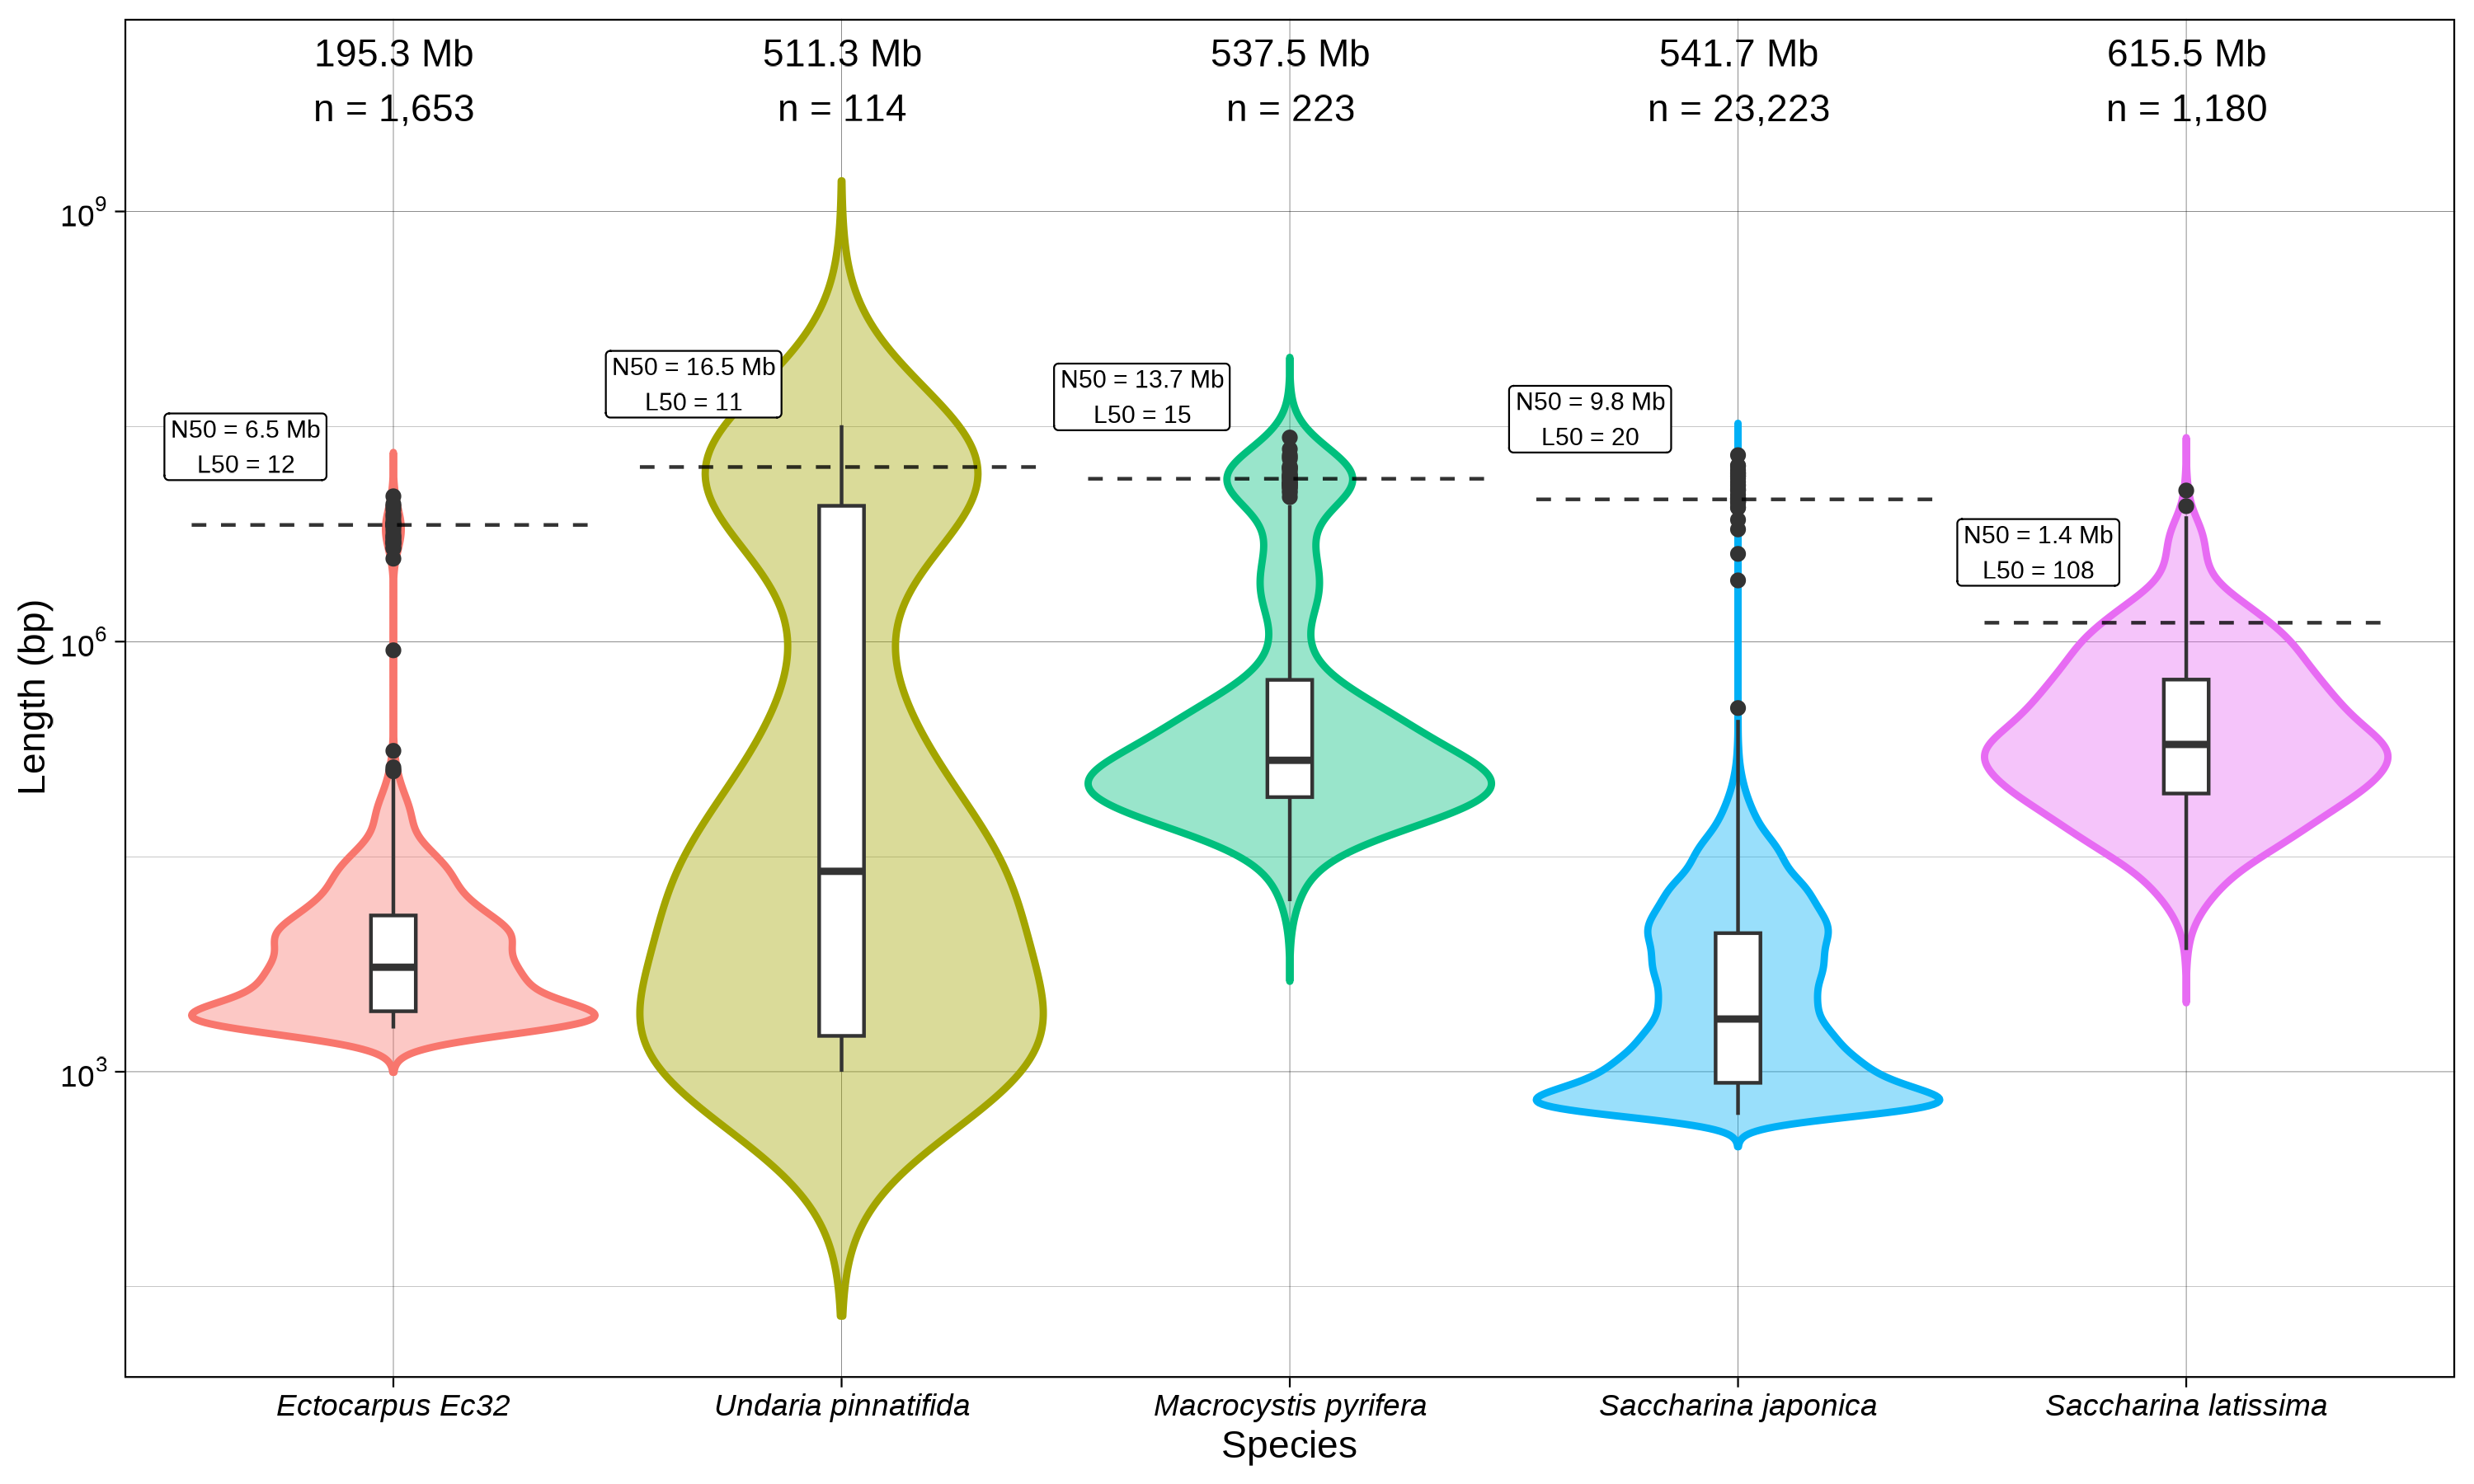 195.3 Mb
n = 1,653
511.3 Mb
n = 114
537.5 Mb
n = 223
541.7 Mb
n = 23,223
615.5 Mb
n = 1,180
10⁹
10⁶
10³
Length (bp)
N50 = 6.5 Mb
L50 = 12
N50 = 16.5 Mb
L50 = 11
N50 = 13.7 Mb
L50 = 15
N50 = 9.8 Mb
L50 = 20
N50 = 1.4 Mb
L50 = 108
Ectocarpus Ec32
Undaria pinnatifida
Macrocystis pyrifera
Saccharina japonica
Saccharina latissima
Species